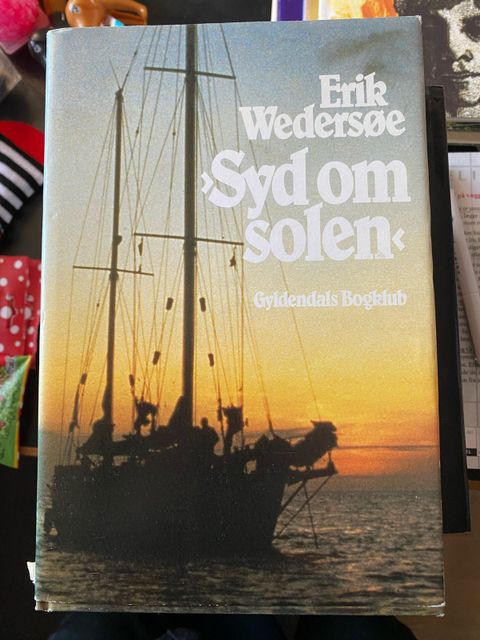 Erik
Wedersøe
›Syd om
solen‹
Gyldendals Bogklub